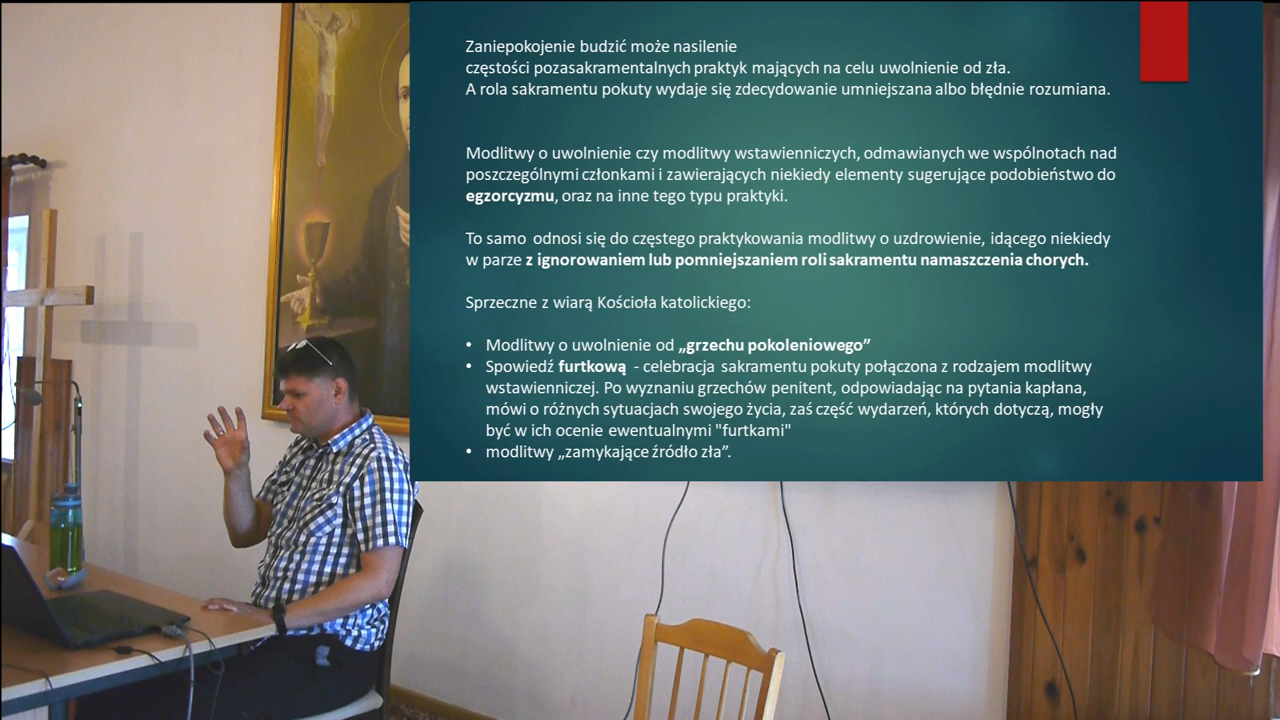 Zaniepokojenie budzić może nasilenie
częstości pozasakramentalnych praktyk mających na celu uwolnienie od zła.
A rola sakramentu pokuty wydaje się zdecydowanie umniejszana albo błędnie rozumiana.
Modlitwy o uwolnienie czy modlitwy wstawienniczych, odmawianych we wspólnotach nad
poszczególnymi członkami i zawierających niekiedy elementy sugerujące podobieństwo do
egzorcyzmu, oraz na inne tego typu praktyki.
To samo odnosi się do częstego praktykowania modlitwy o uzdrowienie, idącego niekiedy
w parze z ignorowaniem lub pomniejszaniem roli sakramentu namaszczenia chorych.
Sprzeczne z wiarą Kościoła katolickiego:
• Modlitwy o uwolnienie od „grzechu pokoleniowego”
• Spowiedź furtkową - celebracja sakramentu pokuty połączona z rodzajem modlitwy
wstawienniczej. Po wyznaniu grzechów penitent, odpowiadając na pytania kapłana,
mówi o różnych sytuacjach swojego życia, zaś część wydarzeń, których dotyczą, mogły
być w ich ocenie ewentualnymi "furtkami"
• modlitwy „zamykające źródło zła”.